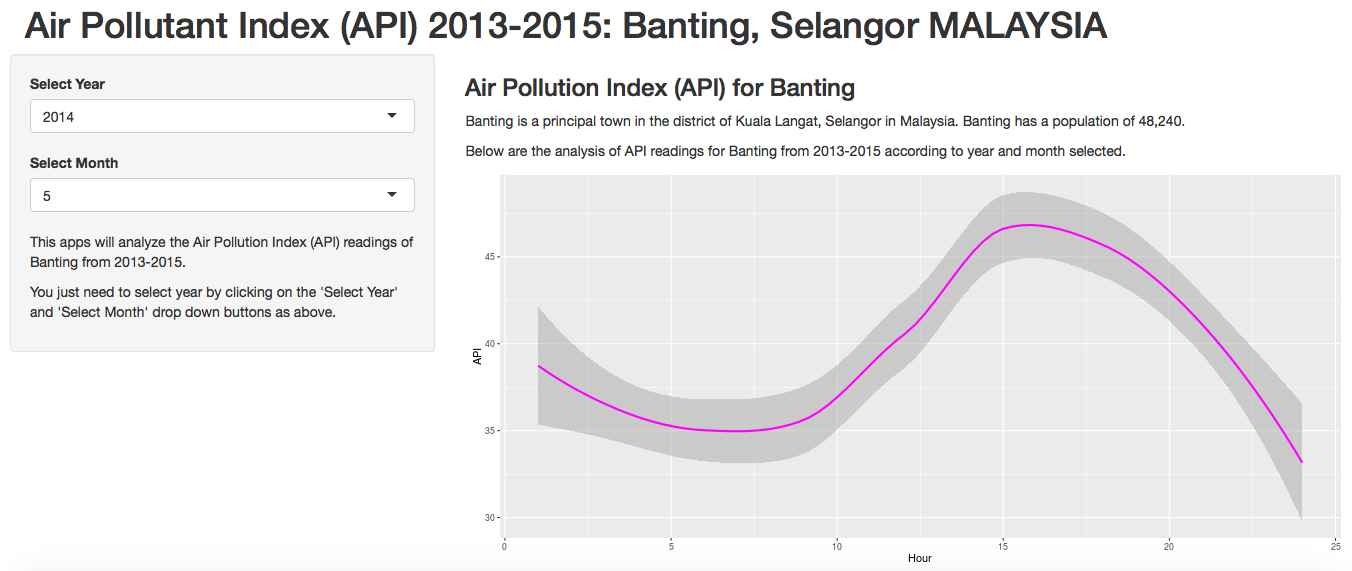 Air Pollutant Index (API) 2013-2015: Banting, Selangor MALAYSIA
Select Year
2014
Select Month
5
This apps will analyze the Air Pollution Index (API) readings of
Banting from 2013-2015.
You just need to select year by clicking on the 'Select Year'
and 'Select Month' drop down buttons as above.
Air Pollution Index (API) for Banting
Banting is a principal town in the district of Kuala Langat, Selangor in Malaysia. Banting has a population of 48,240.
Below are the analysis of API readings for Banting from 2013-2015 according to year and month selected.
45
40
35
30
API
0 5 10 15 20 25
Hour